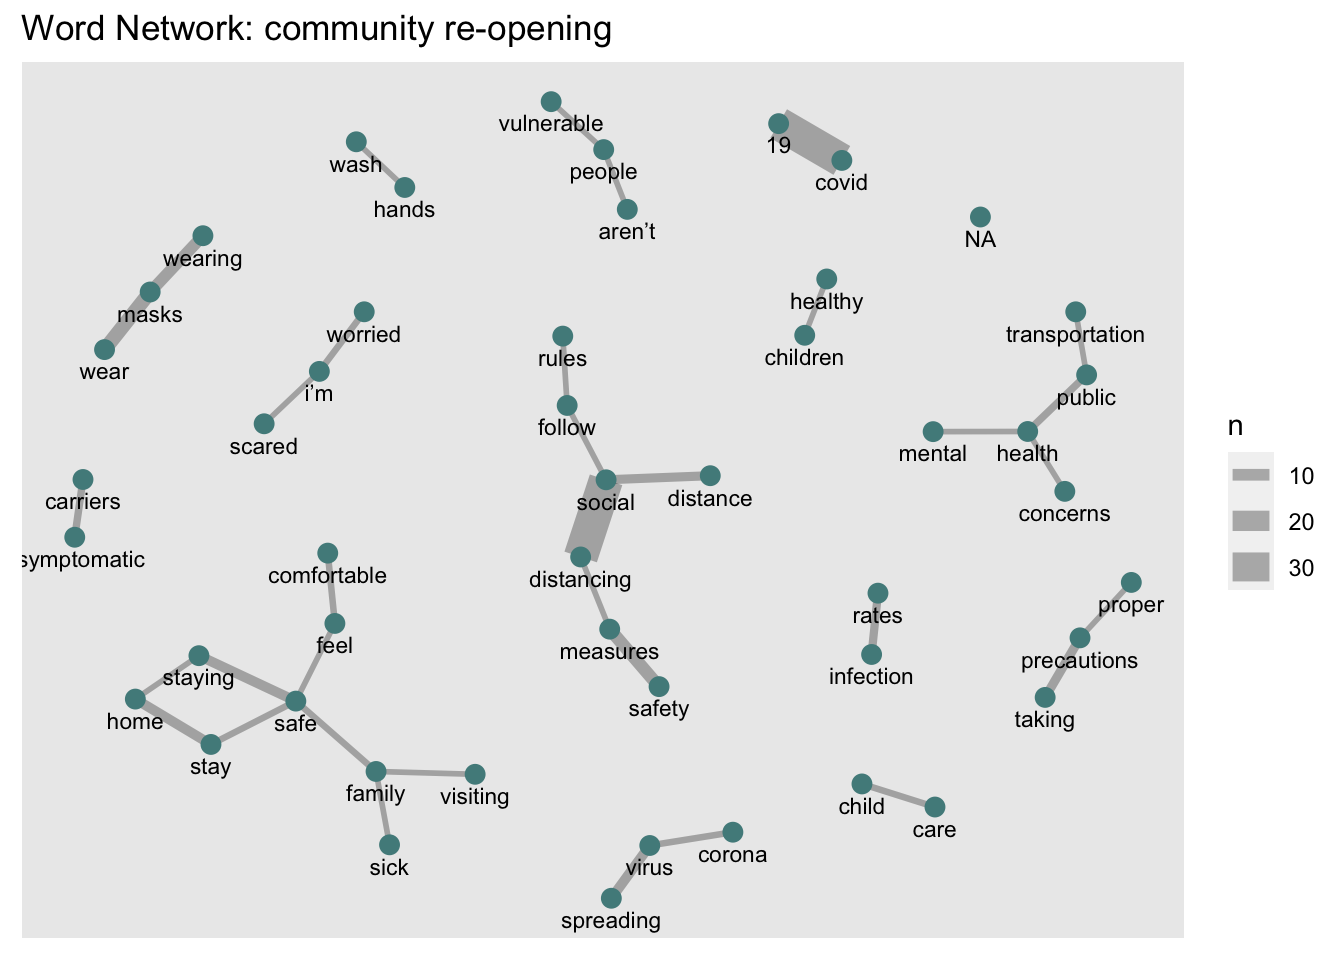 Word Network: community re-opening
vulnerable
19
wash
people
covid
hands
aren't
NA
wearing
healthy
masks
worried
transportation
rules
children
wear
i'm
public
follow
scared
mental
health
carriers
social
distance
concerns
symptomatic
comfortable
distancing
proper
rates
feel
measures
precautions
staying
infection
safety
taking
home
safe
stay
family
visiting
child
care
sick
virus
corona
spreading
n
10
20
30